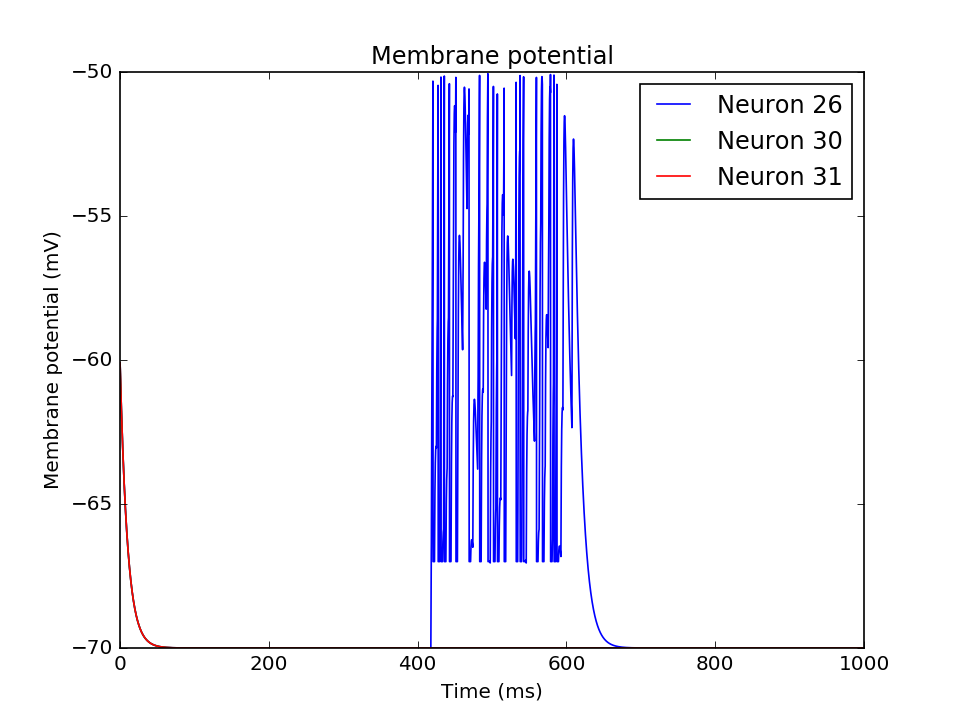 Membrane potential
Neuron 26
Neuron 30
Neuron 31
Membrane potential (mV)
−50
−55
−60
−65
−70
0 200 400 600 800 1000
Time (ms)